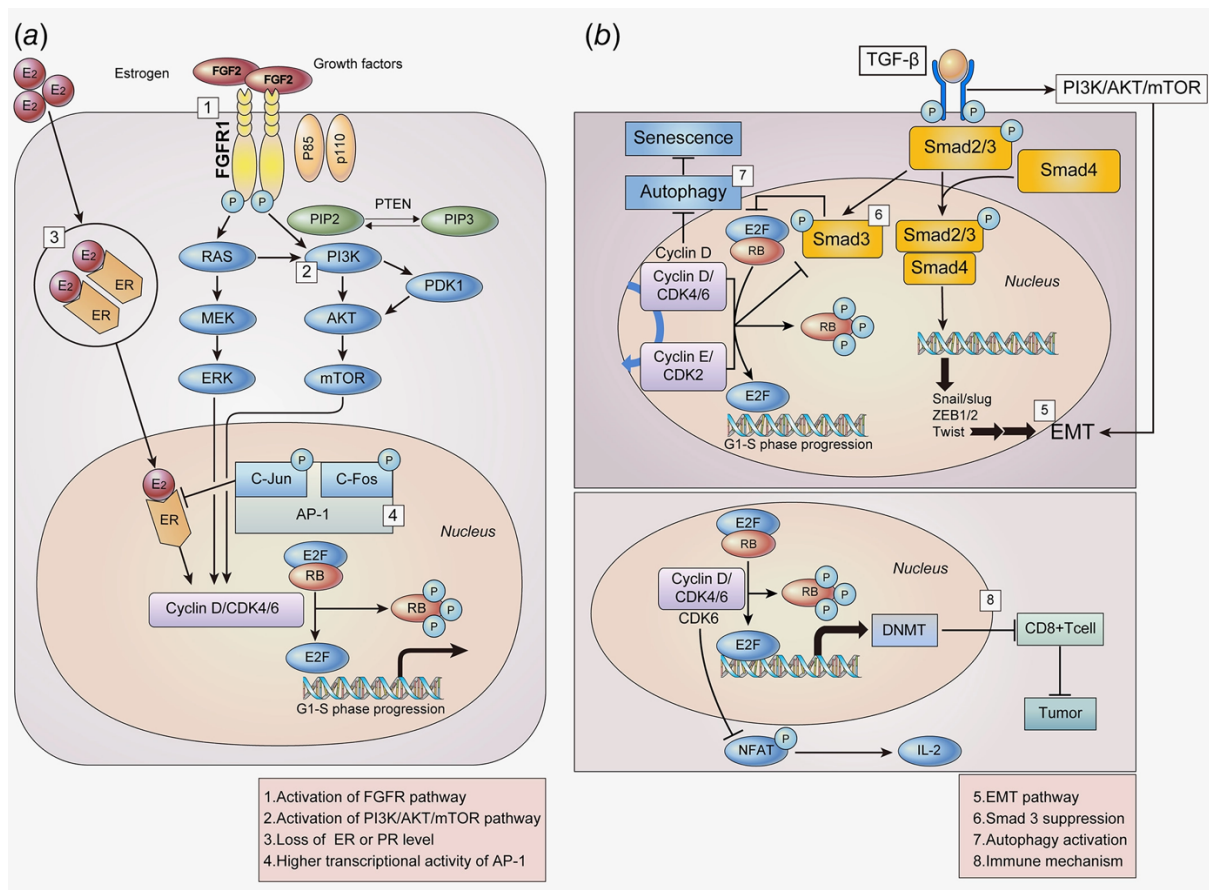 (a)
E2
E2
E2
Estrogen
FGF2
FGF2
Growth factors
1
FGFR1
P85
p110
P
P
PIP2
PTEN
PIP3
3
E2
ER
E2
ER
RAS
2
PI3K
PDK1
MEK
AKT
ERK
mTOR
E2
ER
P
P
C-Jun
C-Fos
AP-1
4
Nucleus
E2F
RB
Cyclin D/CDK4/6
RB
P
P
P
E2F
G1-S phase progression
1.Activation of FGFR pathway
2.Activation of PI3K/AKT/mTOR pathway
3.Loss of ER or PR level
4.Higher transcriptional activity of AP-1
(b)
TGF-β
PI3K/AKT/mTOR
P
P
P
Smad2/3
Smad4
Senescence
7
Autophagy
E2F
RB
P
6
Smad3
P
Smad2/3
Smad4
Nucleus
Cyclin D
Cyclin D/
CDK4/6
Cyclin E/
CDK2
RB
P
P
P
E2F
G1-S phase progression
Snail/slug
ZEB1/2
Twist
5
EMT
E2F
RB
Nucleus
Cyclin D/
CDK4/6
CDK6
RB
P
P
P
E2F
DNMT
8
CD8+Tcell
Tumor
NFAT
P
IL-2
5.EMT pathway
6.Smad 3 suppression
7.Autophagy activation
8.Immune mechanism